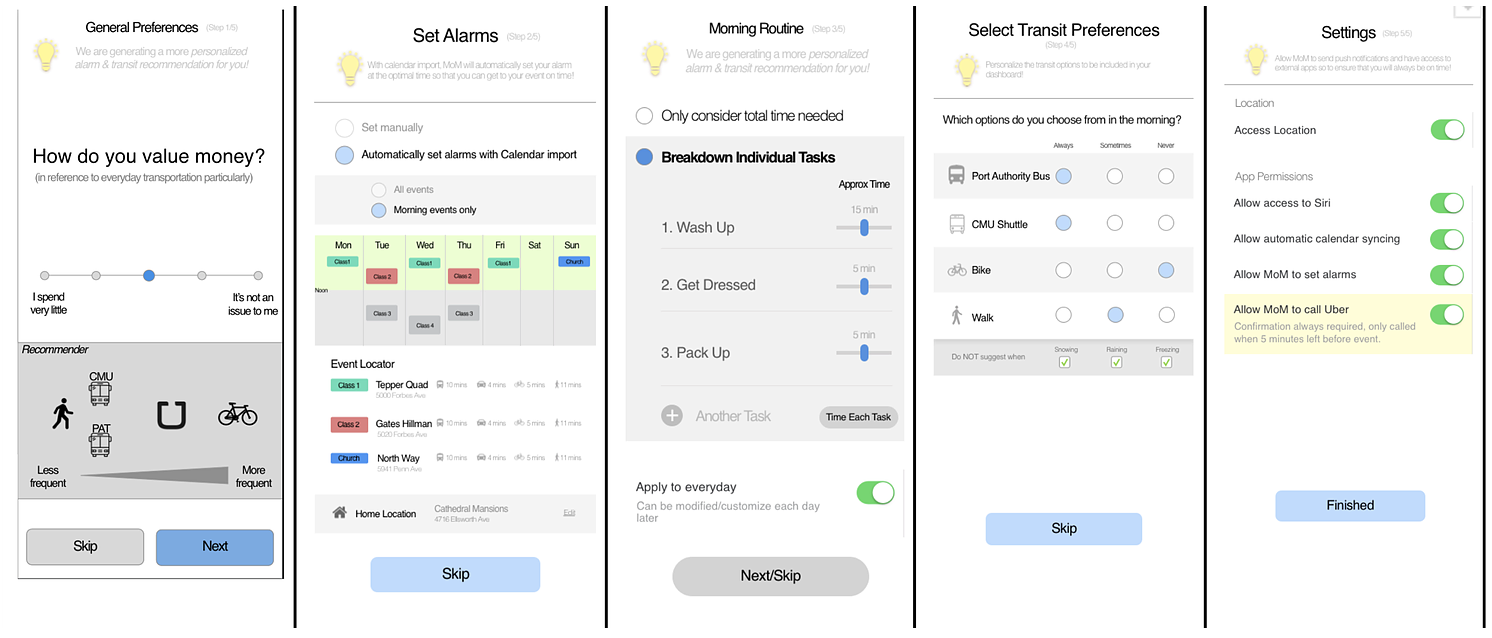 General Preferences (Step 1/5)
We are generating a more personalized
alarm & transit recommendation for you!
How do you value money?
(in reference to everyday transportation particularly)
I spend
very little
It's not an
issue to me
Recommender
CMU
PAT
Less
frequent
More
frequent
Skip
Next
Set Alarms (Step 2/5)
With calendar import, MoM will automatically set your alarm
at the optimal time so that you can get to your event on time!
Set manually
Automatically set alarms with Calendar import
All events
Morning events only
Mon Tue Wed Thu Fri Sat Sun
Class1 Class1 Class1 Church
Class 2 Class 2
Noon
Class 3 Class 3
Class 4
Event Locator
Class 1 Tepper Quad 10 mins 4 mins 5 mins 11 mins
5000 Forbes Ave
Class 2 Gates Hillman 10 mins 4 mins 5 mins 11 mins
5020 Forbes Ave
Church North Way 10 mins 4 mins 5 mins 11 mins
5941 Penn Ave
Home Location Cathedral Mansions Edit
4716 Ellsworth Ave
Skip
Morning Routine (Step 3/5)
We are generating a more personalized
alarm & transit recommendation for you!
Only consider total time needed
Breakdown Individual Tasks
Approx Time
15 min
1. Wash Up
5 min
2. Get Dressed
5 min
3. Pack Up
Another Task
Time Each Task
Apply to everyday
Can be modified/customize each day
later
Next/Skip
Select Transit Preferences
(Step 4/5)
Personalize the transit options to be included in your
dashboard!
Which options do you choose from in the morning?
Always Sometimes Never
Port Authority Bus
CMU Shuttle
Bike
Walk
Do NOT suggest when Snowing Raining Freezing
Skip
Settings (Step 5/5)
Allow MoM to send push notifications and have access to
external apps so to ensure that you will always be on time!
Location
Access Location
App Permissions
Allow access to Siri
Allow automatic calendar syncing
Allow MoM to set alarms
Allow MoM to call Uber
Confirmation always required, only called
when 5 minutes left before event.
Finished